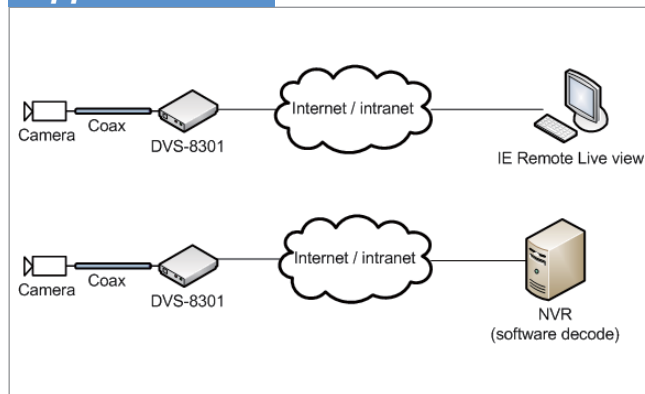 Internet / intranet
Camera
Coax
DVS-8301
IE Remote Live view
Internet / intranet
Camera
Coax
DVS-8301
NVR
(software decode)